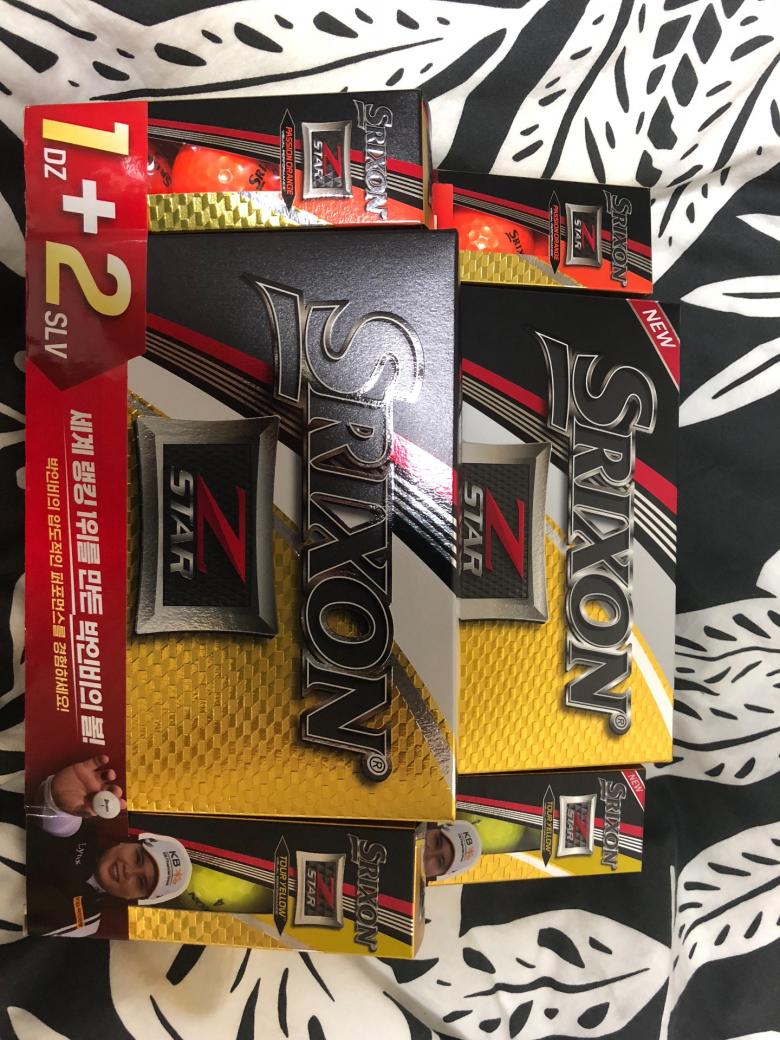 1 + 2
DZ SLV
세계 랭킹 1위를 만든 박인비의 볼!
박인비의 압도적인 퍼포먼스를 경험하세요!
SRIXON
Z
STAR
PASSION ORANGE
SRIXON®
Z
STAR
SRIXON
Z
STAR
TOUR YELLOW
KB
SRIXON
Z
STAR
PASSION ORANGE
NEW
SRIXON®
Z
STAR
NEW
SRIXON
Z
STAR
TOUR YELLOW
KB